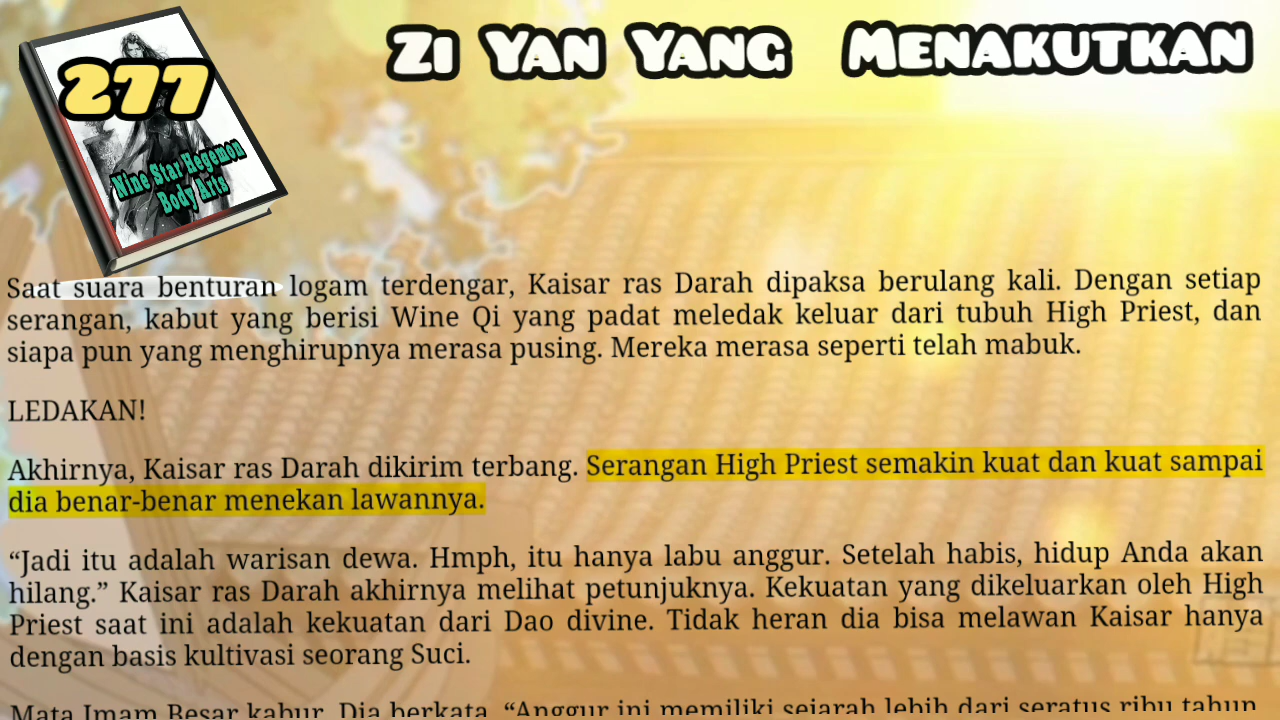 Zi Yan Yang Menakutkan
277
Nine Star Hegemon
Body Arts
Saat suara benturan logam terdengar, Kaisar ras Darah dipaksa berulang kali. Dengan setiap
serangan, kabut yang berisi Wine Qi yang padat meledak keluar dari tubuh High Priest, dan
siapa pun yang menghirupnya merasa pusing. Mereka merasa seperti telah mabuk.
LEDAKAN!
Akhirnya, Kaisar ras Darah dikirim terbang. Serangan High Priest semakin kuat dan kuat sampai
dia benar-benar menekan lawannya.
“Jadi itu adalah warisan dewa. Hmph, itu hanya labu anggur. Setelah habis, hidup Anda akan
hilang.” Kaisar ras Darah akhirnya melihat petunjuknya. Kekuatan yang dikeluarkan oleh High
Priest saat ini adalah kekuatan dari Dao divine. Tidak heran dia bisa melawan Kaisar hanya
dengan basis kultivasi seorang Suci.
Mata Imam Besar kabur. Dia berkata, “Anggur ini memiliki sejarah lebih dari seratus ribu tahun.